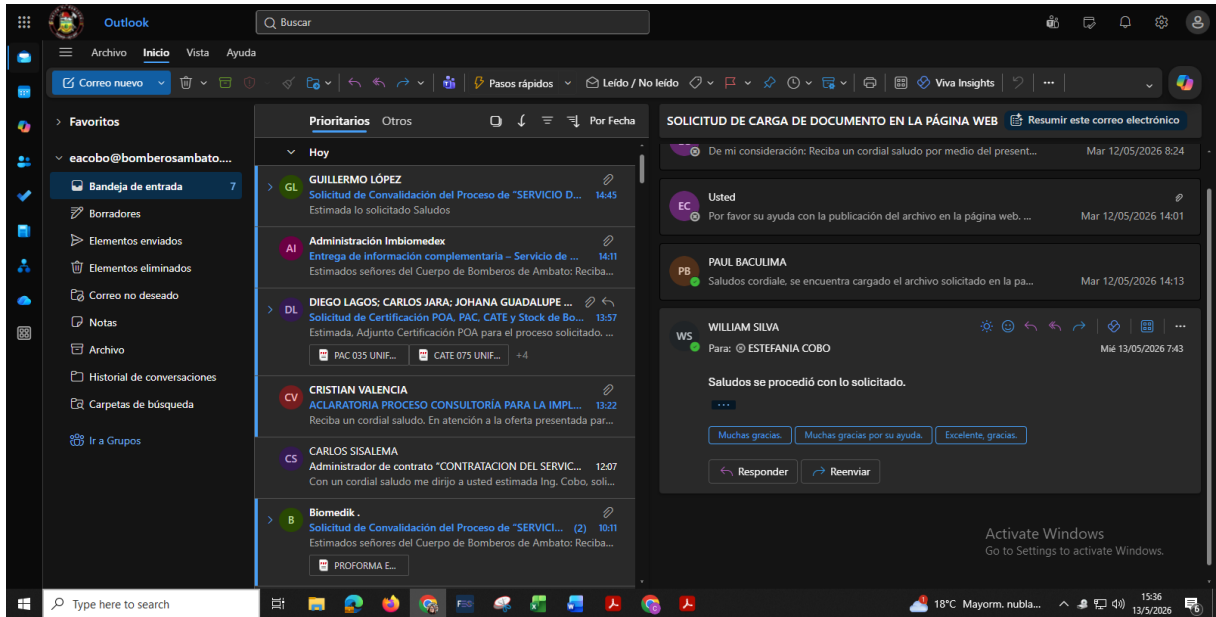 Outlook
Buscar
Archivo Inicio Vista Ayuda
Correo nuevo
Pasos rápidos
Leído / No leído
Viva Insights
Favoritos
eacobo@bomberosambato....
Bandeja de entrada 7
Borradores
Elementos enviados
Elementos eliminados
Correo no deseado
Notas
Archivo
Historial de conversaciones
Carpetas de búsqueda
Ir a Grupos
Prioritarios Otros
Por Fecha
Hoy
GL
GUILLERMO LÓPEZ
Solicitud de Convalidación del Proceso de "SERVICIO D... 14:45
Estimada lo solicitado Saludos
AI
Administración Imbiomedex
Entrega de información complementaria – Servicio de ... 14:11
Estimados señores del Cuerpo de Bomberos de Ambato: Reciba...
DL
DIEGO LAGOS; CARLOS JARA; JOHANA GUADALUPE ...
Solicitud de Certificación POA, PAC, CATE y Stock de Bo... 13:57
Estimada, Adjunto Certificación POA para el proceso solicitado. ...
PAC 035 UNIF... CATE 075 UNIF... +4
CV
CRISTIAN VALENCIA
ACLARATORIA PROCESO CONSULTORÍA PARA LA IMPL... 13:22
Reciba un cordial saludo. En atención a la oferta presentada par...
CS
CARLOS SISALEMA
Administrador de contrato "CONTRATACION DEL SERVIC... 12:07
Con un cordial saludo me dirijo a usted estimada Ing. Cobo, soli...
B
Biomedik .
Solicitud de Convalidación del Proceso de "SERVICI... (2) 10:11
Estimados señores del Cuerpo de Bomberos de Ambato: Reciba...
PROFORMA E...
SOLICITUD DE CARGA DE DOCUMENTO EN LA PÁGINA WEB
Resumir este correo electrónico
De mi consideración: Reciba un cordial saludo por medio del present... Mar 12/05/2026 8:24
EC
Usted
Por favor su ayuda con la publicación del archivo en la página web. ... Mar 12/05/2026 14:01
PB
PAUL BACULIMA
Saludos cordiale, se encuentra cargado el archivo solicitado en la pa... Mar 12/05/2026 14:13
WS
WILLIAM SILVA
Para: ESTEFANIA COBO
Mié 13/05/2026 7:43
Saludos se procedió con lo solicitado.
Muchas gracias. Muchas gracias por su ayuda. Excelente, gracias.
Responder Reenviar
Activate Windows
Go to Settings to activate Windows.
Type here to search
18°C Mayorm. nubla...
15:36
13/5/2026